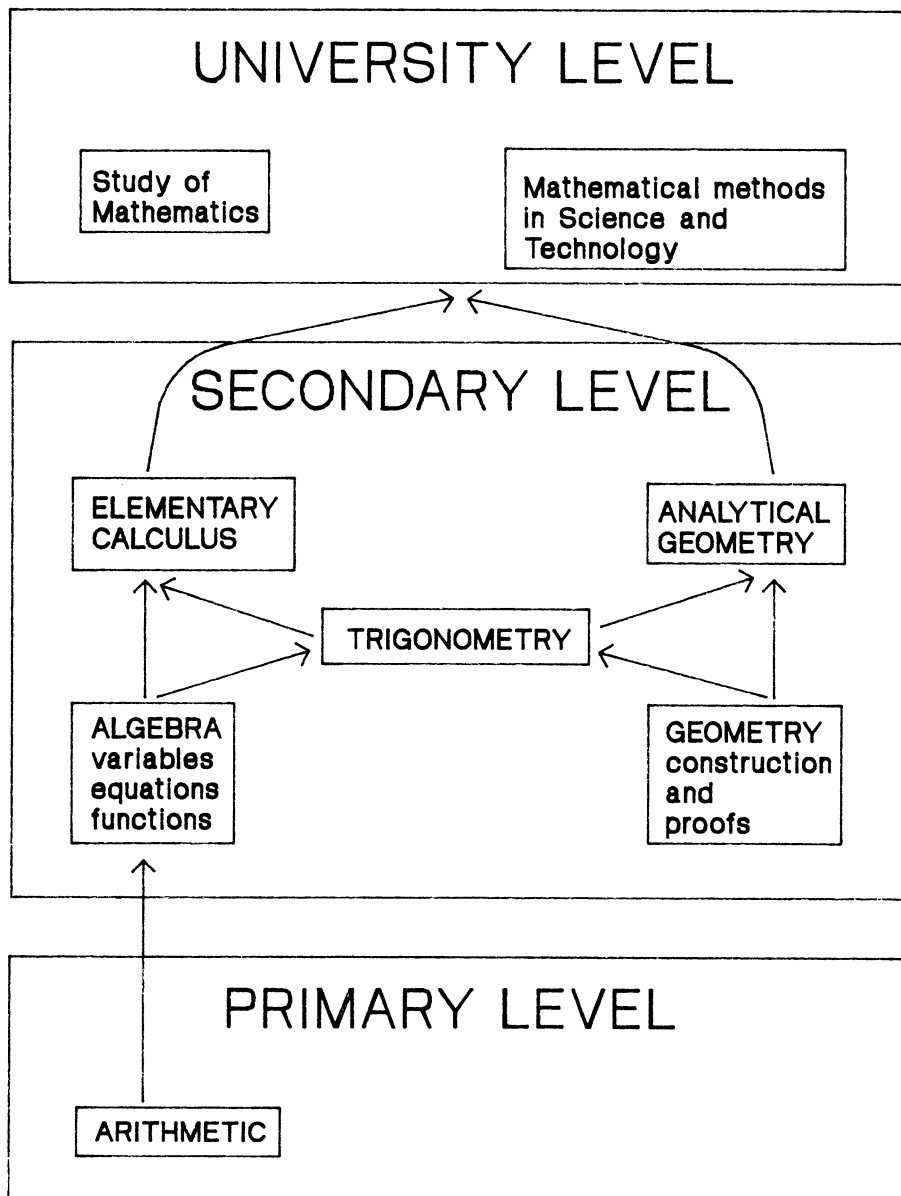 UNIVERSITY LEVEL
Study of
Mathematics
Mathematical methods
in Science and
Technology
SECONDARY LEVEL
ELEMENTARY
CALCULUS
ANALYTICAL
GEOMETRY
TRIGONOMETRY
ALGEBRA
variables
equations
functions
GEOMETRY
construction
and
proofs
PRIMARY LEVEL
ARITHMETIC